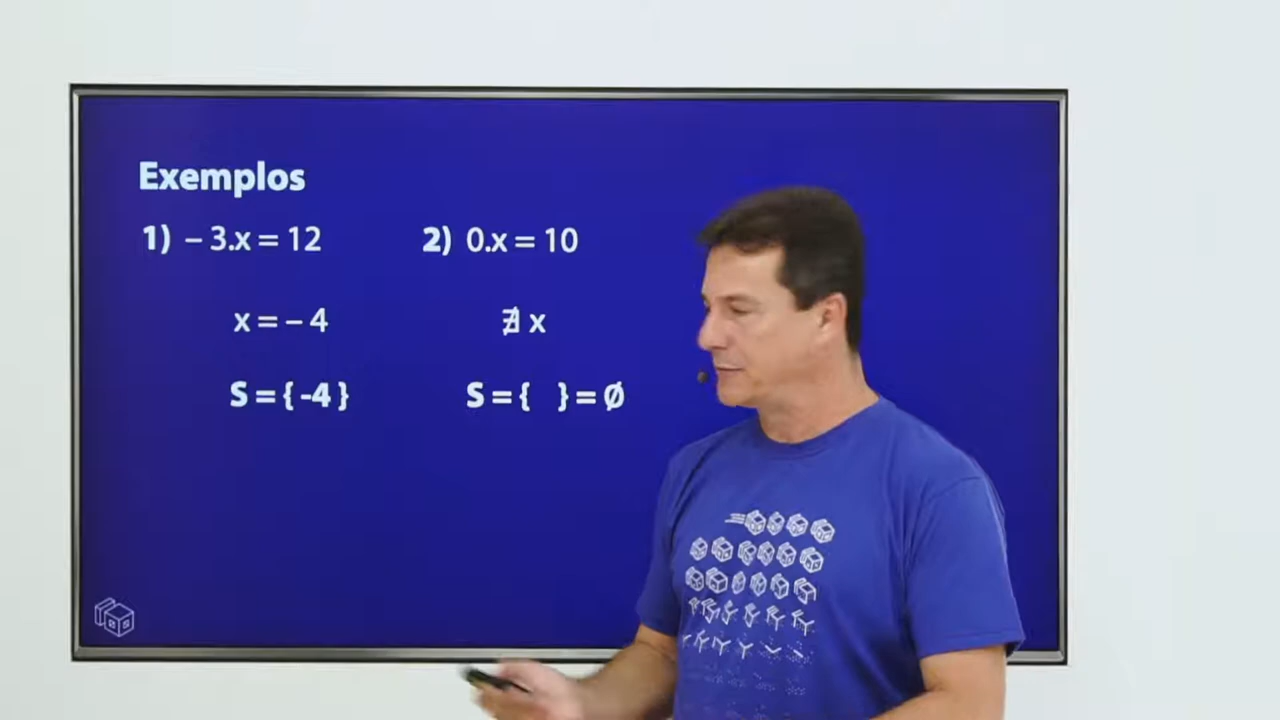 Exemplos
1) – 3.x = 12
2) 0.x = 10
x = – 4
∄ x
S = { -4 }
S = {   } = Ø